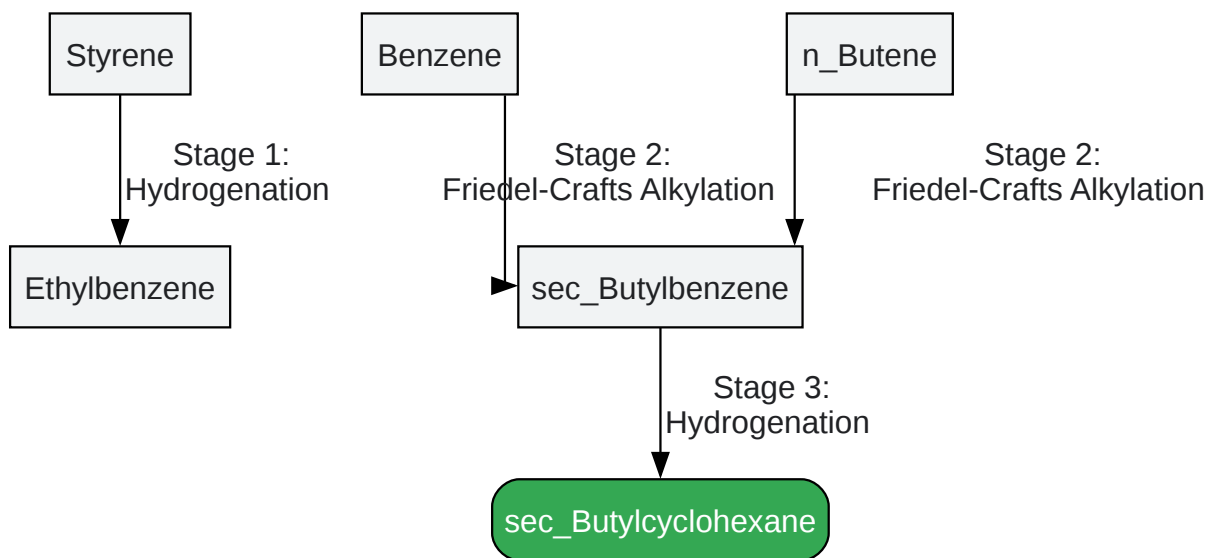 Styrene
Benzene
n_Butene
Stage 1:
Hydrogenation
Stage 2:
Friedel-Crafts Alkylation
Stage 2:
Friedel-Crafts Alkylation
Ethylbenzene
sec_Butylbenzene
Stage 3:
Hydrogenation
sec_Butylcyclohexane